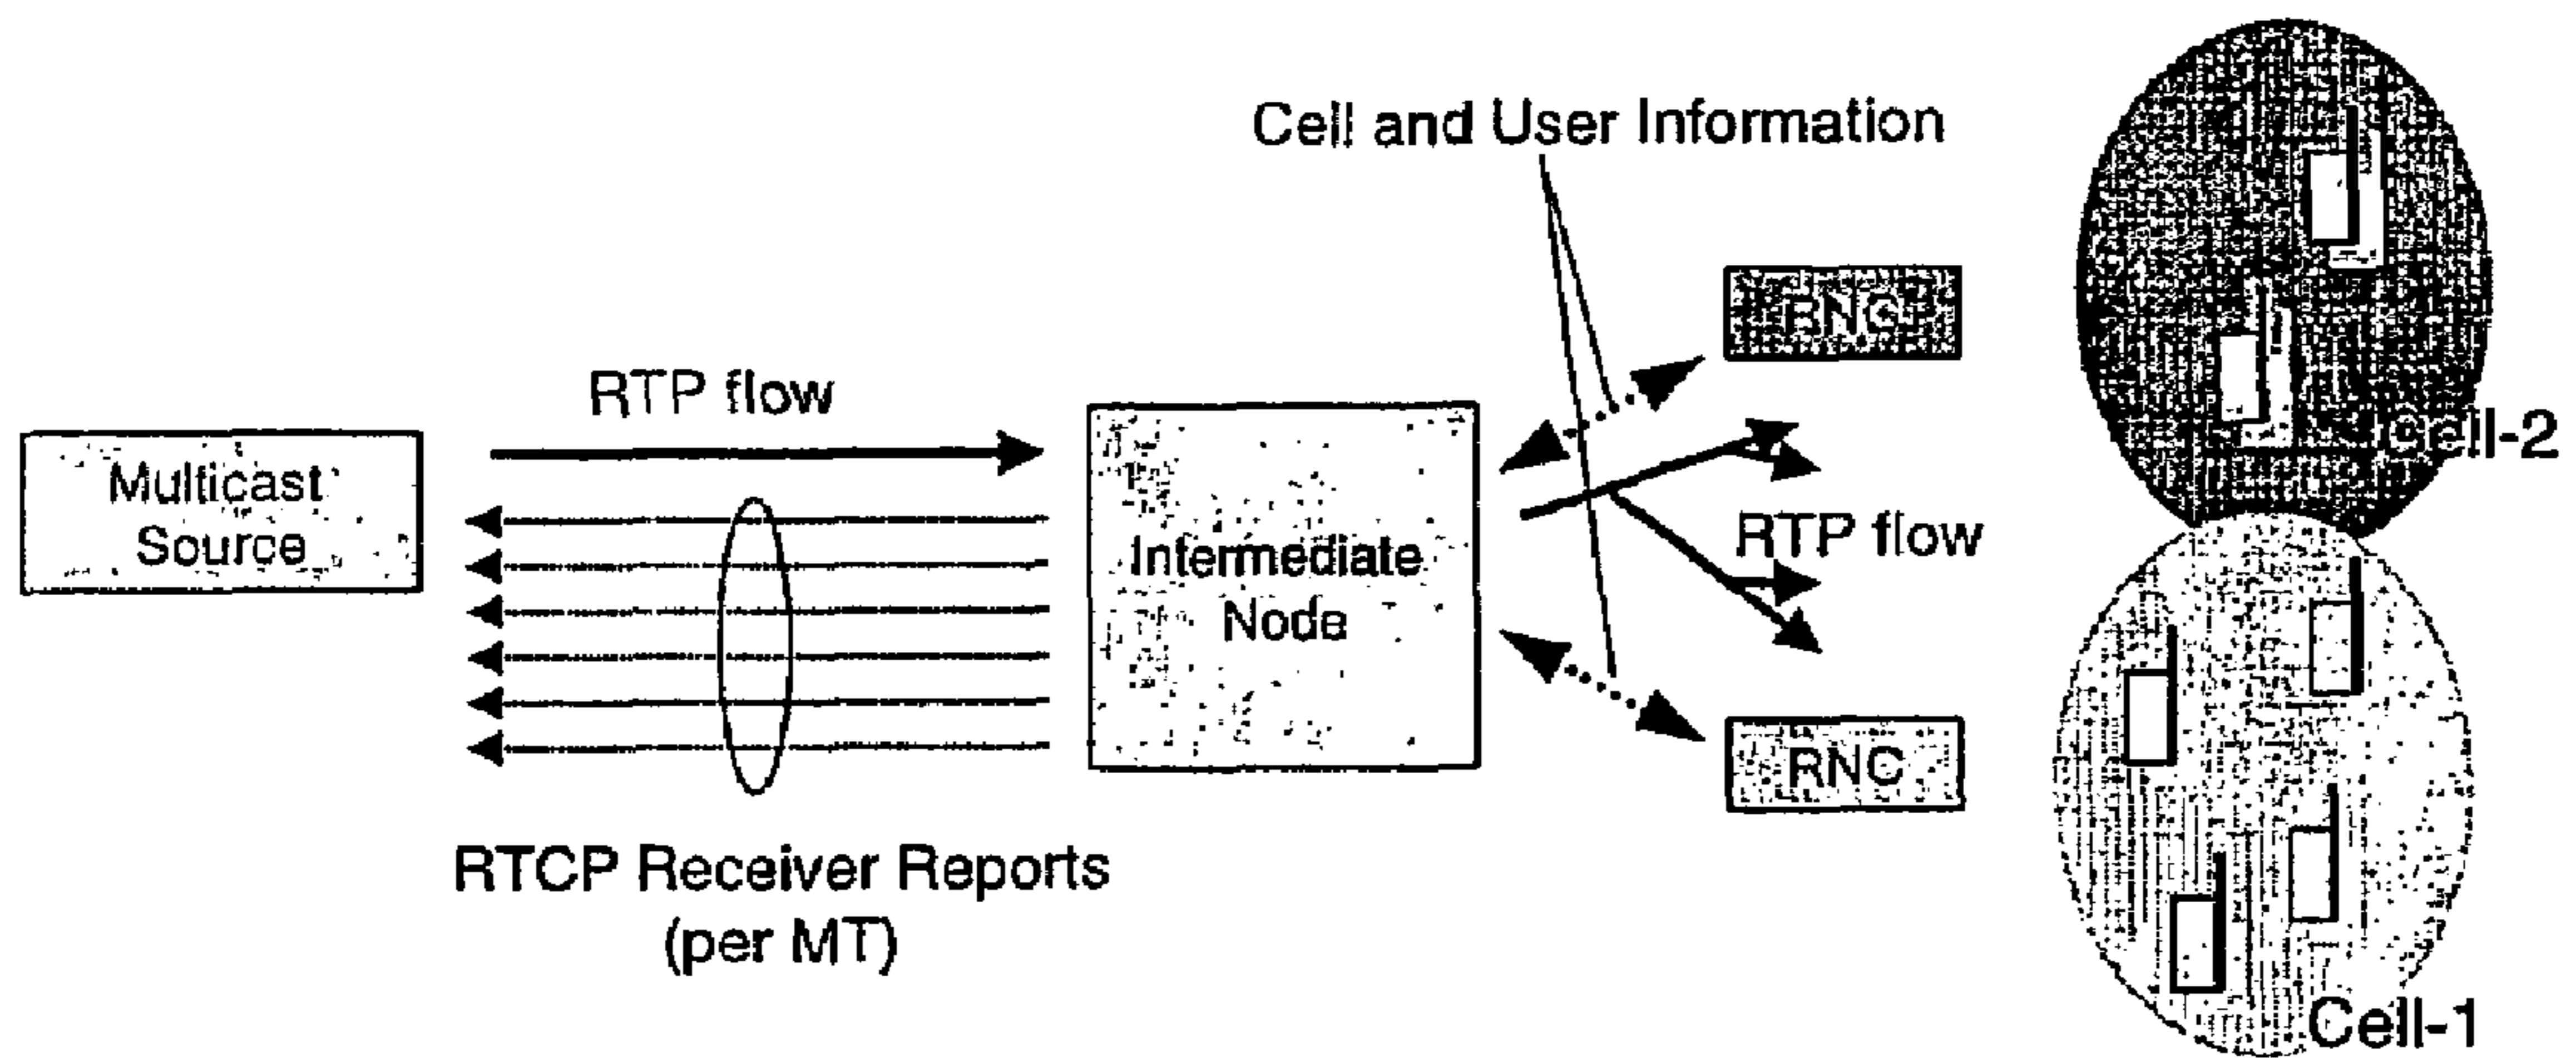 Cell and User Information
RNC
RTP flow
Multicast
Source
Intermediate
Node
RTP flow
RNC
RTCP Receiver Reports
(per MT)
Cell-2
Cell-1